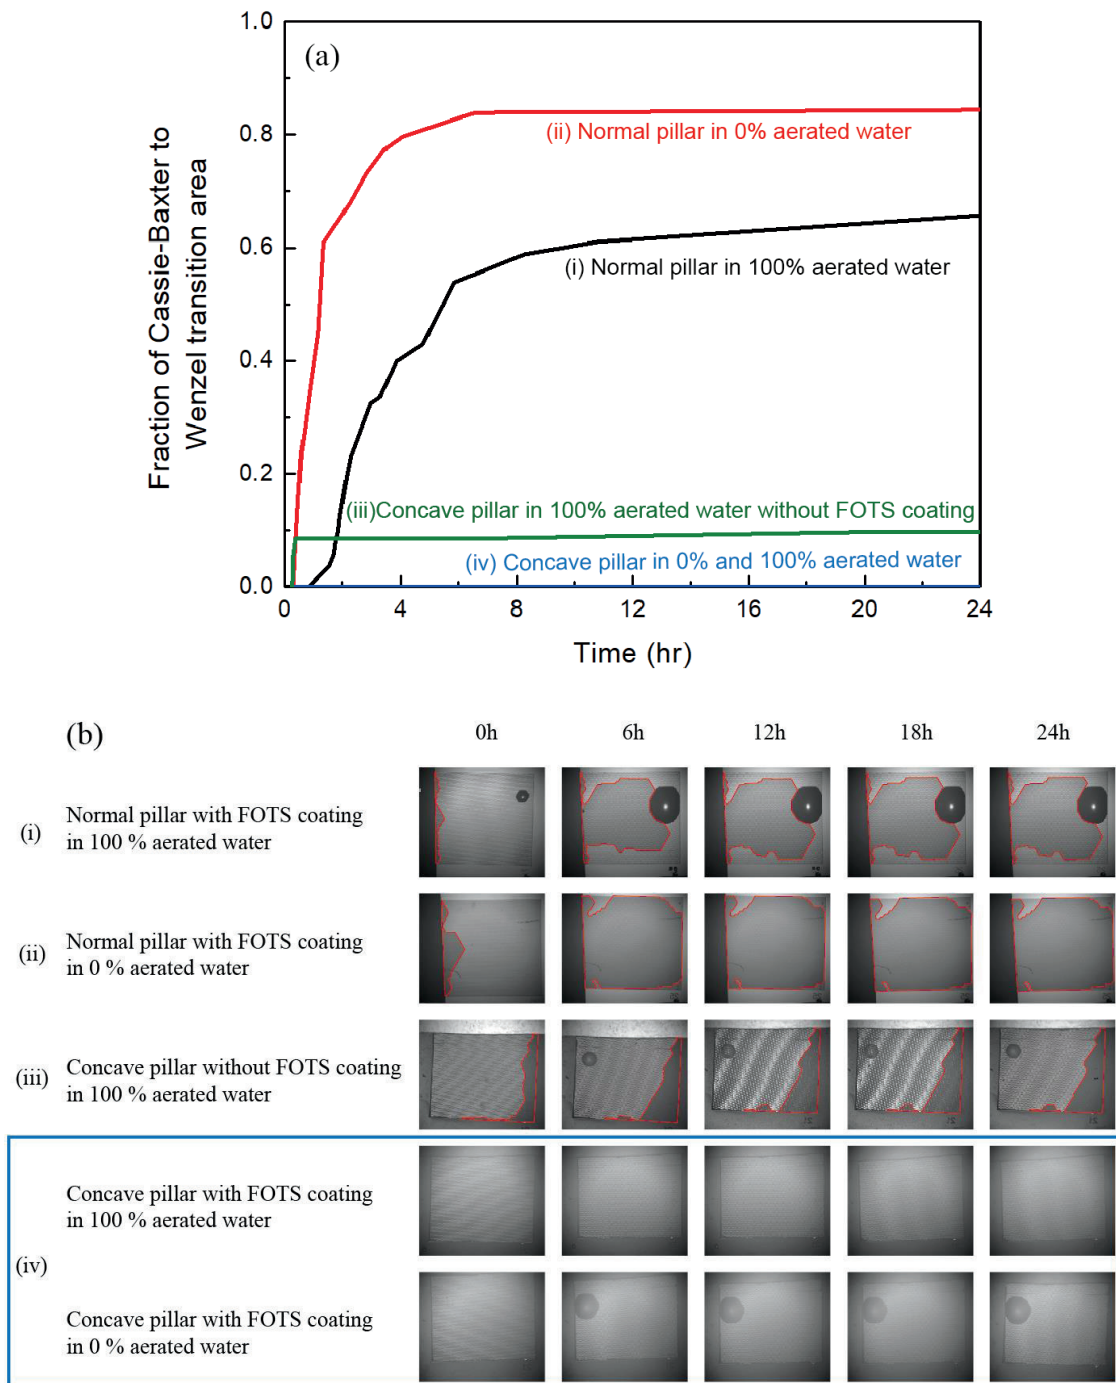 (a)
1.0
0.8
0.6
0.4
0.2
0.0
Fraction of Cassie-Baxter to
Wenzel transition area
(ii) Normal pillar in 0% aerated water
(i) Normal pillar in 100% aerated water
(iii)Concave pillar in 100% aerated water without FOTS coating
(iv) Concave pillar in 0% and 100% aerated water
0 4 8 12 16 20 24
Time (hr)
(b) 0h 6h 12h 18h 24h
(i)
Normal pillar with FOTS coating
in 100 % aerated water
(ii)
Normal pillar with FOTS coating
in 0 % aerated water
(iii)
Concave pillar without FOTS coating
in 100 % aerated water
(iv)
Concave pillar with FOTS coating
in 100 % aerated water
Concave pillar with FOTS coating
in 0 % aerated water